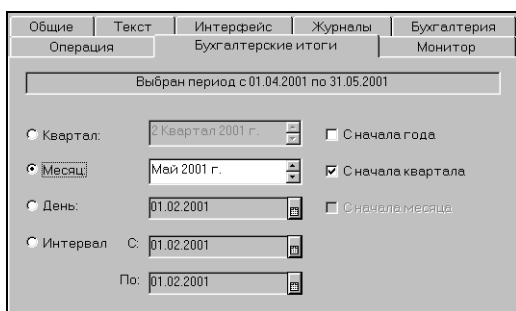 Общие Текст Интерфейс Журналы Бухгалтерия
Операция Бухгалтерские итоги Монитор
Выбран период с 01.04.2001 по 31.05.2001
Квартал: 2 Квартал 2001 г. С начала года
Месяц: Май 2001 г. С начала квартала
День: 01.02.2001 С начала месяца
Интервал С: 01.02.2001
По: 01.02.2001